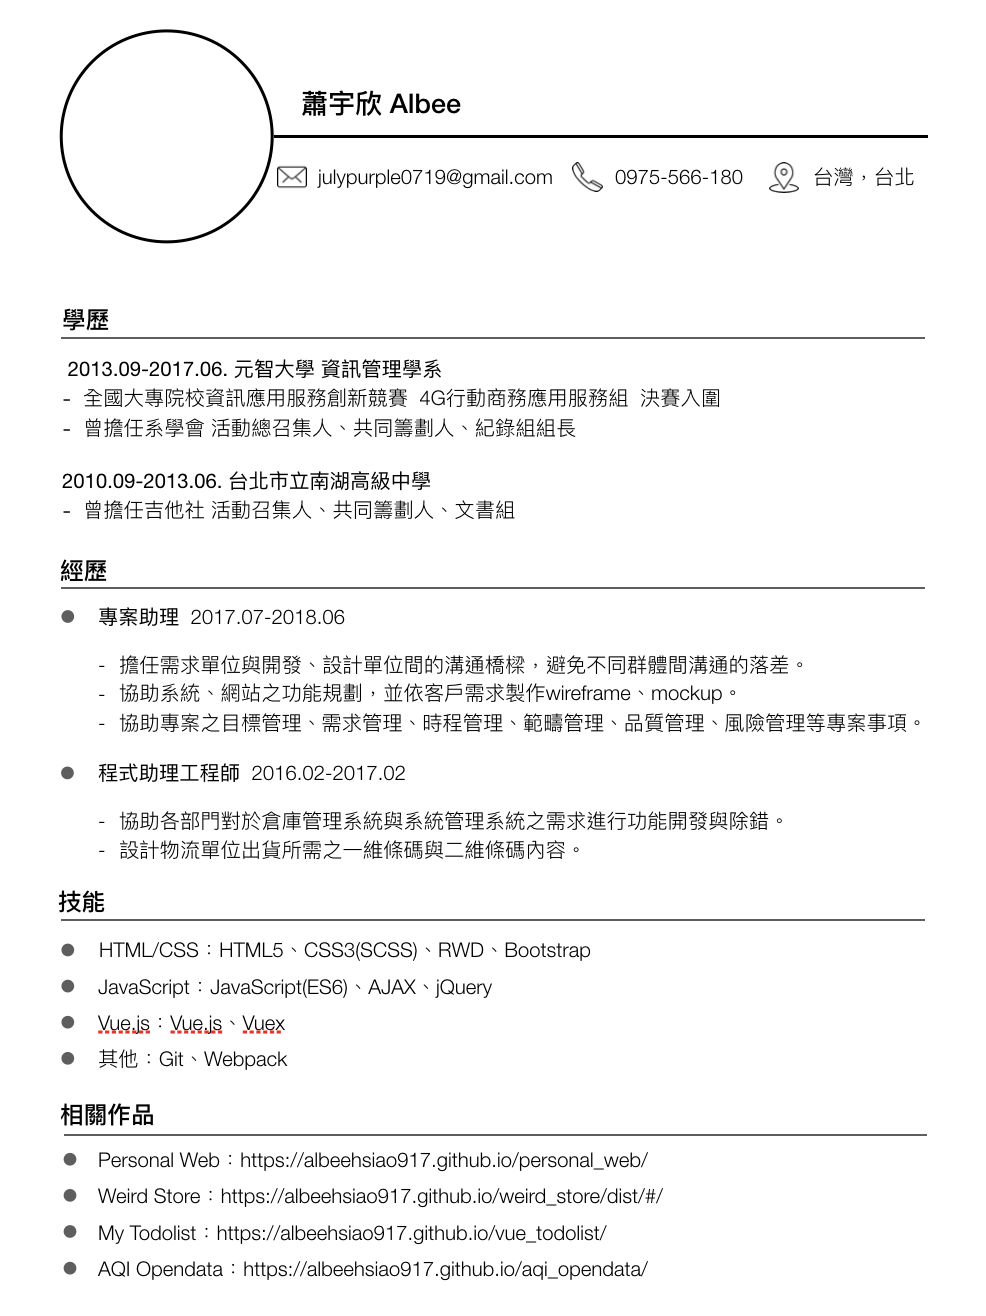 蕭宇欣 Albee
julypurple0719@gmail.com 0975-566-180 台灣，台北
學歷
2013.09-2017.06. 元智大學 資訊管理學系
- 全國大專院校資訊應用服務創新競賽 4G行動商務應用服務組 決賽入圍
- 曾擔任系學會 活動總召集人、共同籌劃人、紀錄組組長
2010.09-2013.06. 台北市立南湖高級中學
- 曾擔任吉他社 活動召集人、共同籌劃人、文書組
經歷
● 專案助理 2017.07-2018.06
- 擔任需求單位與開發、設計單位間的溝通橋樑，避免不同群體間溝通的落差。
- 協助系統、網站之功能規劃，並依客戶需求製作wireframe、mockup。
- 協助專案之目標管理、需求管理、時程管理、範疇管理、品質管理、風險管理等專案事項。
● 程式助理工程師 2016.02-2017.02
- 協助各部門對於倉庫管理系統與系統管理系統之需求進行功能開發與除錯。
- 設計物流單位出貨所需之一維條碼與二維條碼內容。
技能
● HTML/CSS：HTML5、CSS3(SCSS)、RWD、Bootstrap
● JavaScript：JavaScript(ES6)、AJAX、jQuery
● Vue.js：Vue.js、Vuex
● 其他：Git、Webpack
相關作品
● Personal Web：https://albeehsiao917.github.io/personal_web/
● Weird Store：https://albeehsiao917.github.io/weird_store/dist/#/
● My Todolist：https://albeehsiao917.github.io/vue_todolist/
● AQI Opendata：https://albeehsiao917.github.io/aqi_opendata/